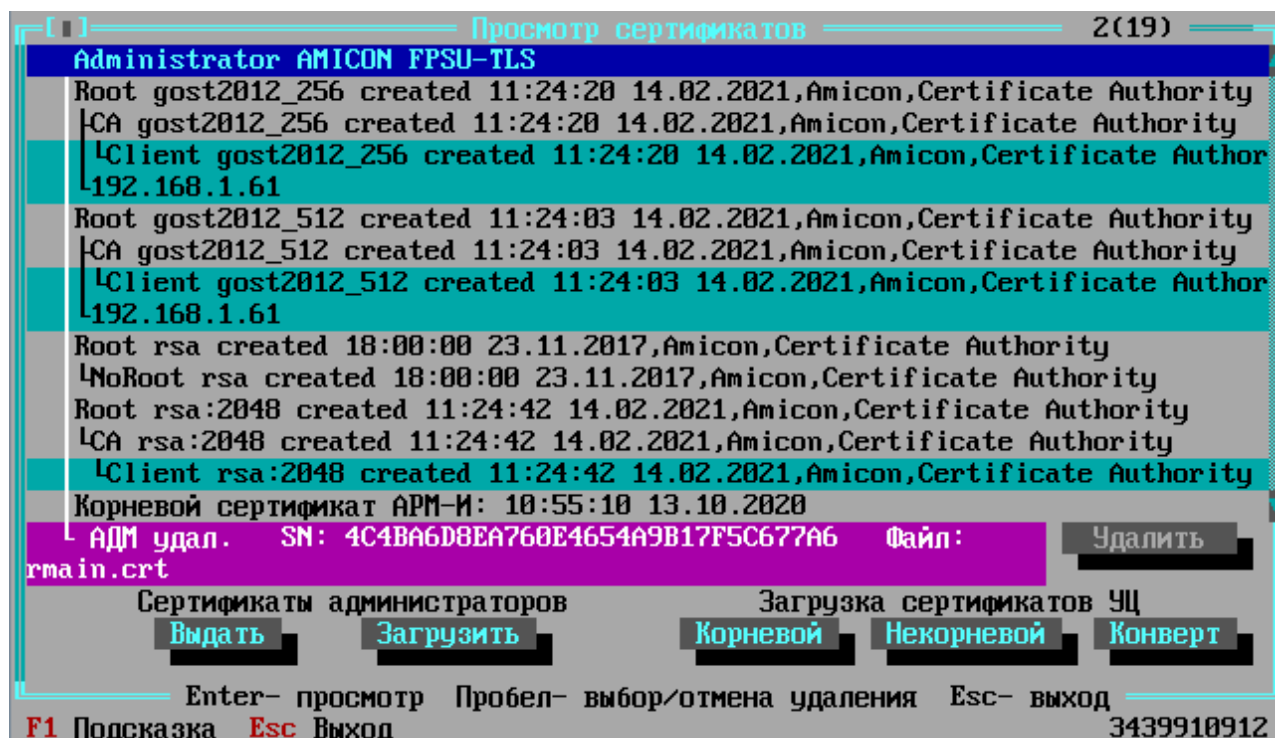 Просмотр сертификатов 2(19)
Administrator AMICON FPSU-TLS
Root gost2012_256 created 11:24:20 14.02.2021,Amicon,Certificate Authority
CA gost2012_256 created 11:24:20 14.02.2021,Amicon,Certificate Authority
Client gost2012_256 created 11:24:20 14.02.2021,Amicon,Certificate Author
192.168.1.61
Root gost2012_512 created 11:24:03 14.02.2021,Amicon,Certificate Authority
CA gost2012_512 created 11:24:03 14.02.2021,Amicon,Certificate Authority
Client gost2012_512 created 11:24:03 14.02.2021,Amicon,Certificate Author
192.168.1.61
Root rsa created 18:00:00 23.11.2017,Amicon,Certificate Authority
NoRoot rsa created 18:00:00 23.11.2017,Amicon,Certificate Authority
Root rsa:2048 created 11:24:42 14.02.2021,Amicon,Certificate Authority
CA rsa:2048 created 11:24:42 14.02.2021,Amicon,Certificate Authority
Client rsa:2048 created 11:24:42 14.02.2021,Amicon,Certificate Authority
Корневой сертификат АРМ-И: 10:55:10 13.10.2020
АДМ удал. SN: 4C4BA6D8EA760E4654A9B17F5C677A6 Файл: Удалить
rmain.crt
Сертификаты администраторов Загрузка сертификатов УЦ
Выдать Загрузить Корневой Некорневой Конверт
Enter- просмотр Пробел- выбор/отмена удаления Esc- выход
F1 Подсказка Esc Выход 3439910912